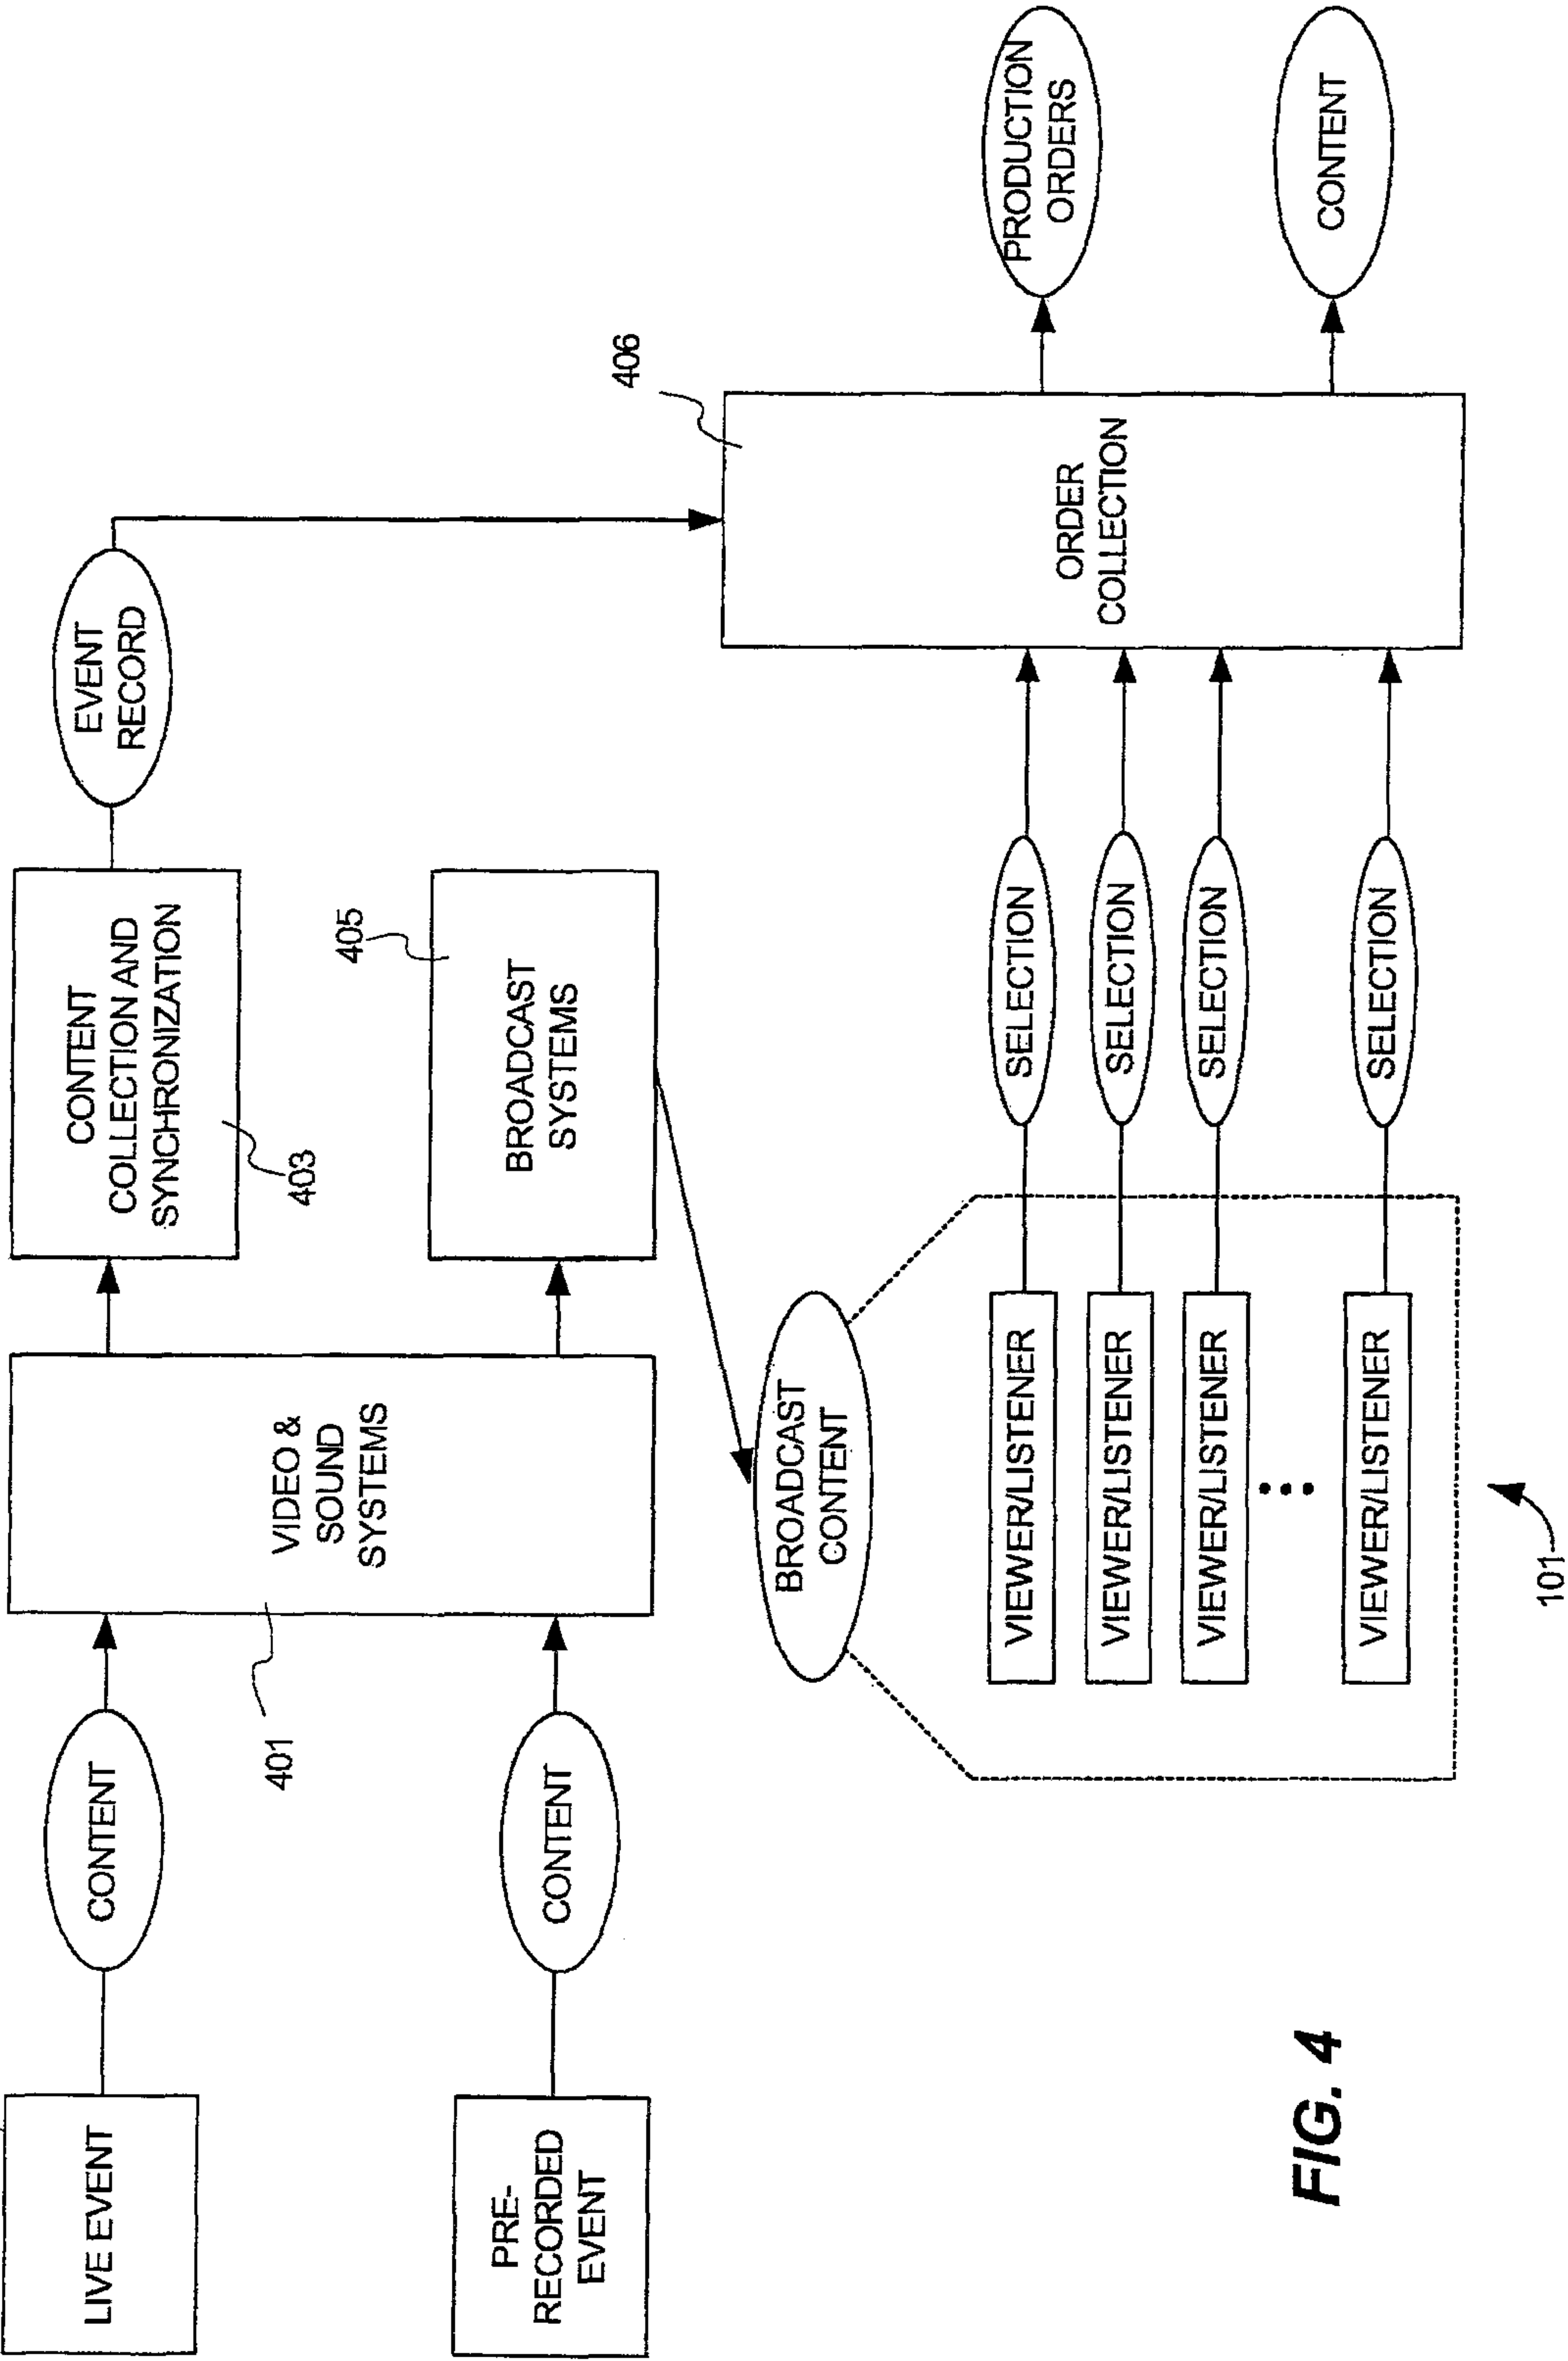 LIVE EVENT
CONTENT
401
VIDEO &
SOUND
SYSTEMS
CONTENT
COLLECTION AND
SYNCHRONIZATION
403
EVENT
RECORD
PRE-
RECORDED
EVENT
CONTENT
BROADCAST
SYSTEMS
405
BROADCAST
CONTENT
VIEWER/LISTENER
SELECTION
VIEWER/LISTENER
SELECTION
VIEWER/LISTENER
SELECTION
VIEWER/LISTENER
SELECTION
101
406
ORDER
COLLECTION
PRODUCTION
ORDERS
CONTENT
FIG. 4